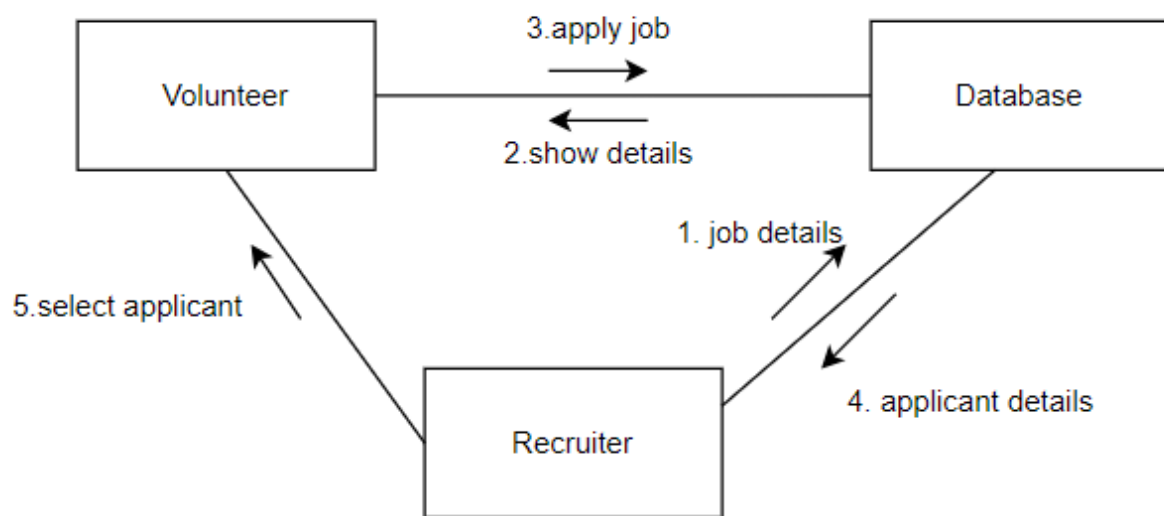 3.apply job
Volunteer
Database
2.show details
1. job details
5.select applicant
4. applicant details
Recruiter